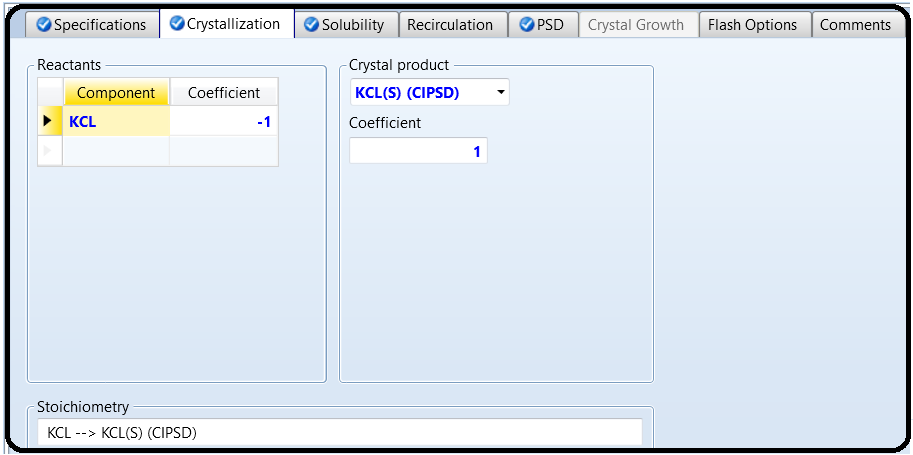 Specifications Crystallization Solubility Recirculation PSD Crystal Growth Flash Options Comments
Reactants
Component Coefficient
KCL -1
Crystal product
KCL(S) (CIPSD)
Coefficient
1
Stoichiometry
KCL --> KCL(S) (CIPSD)